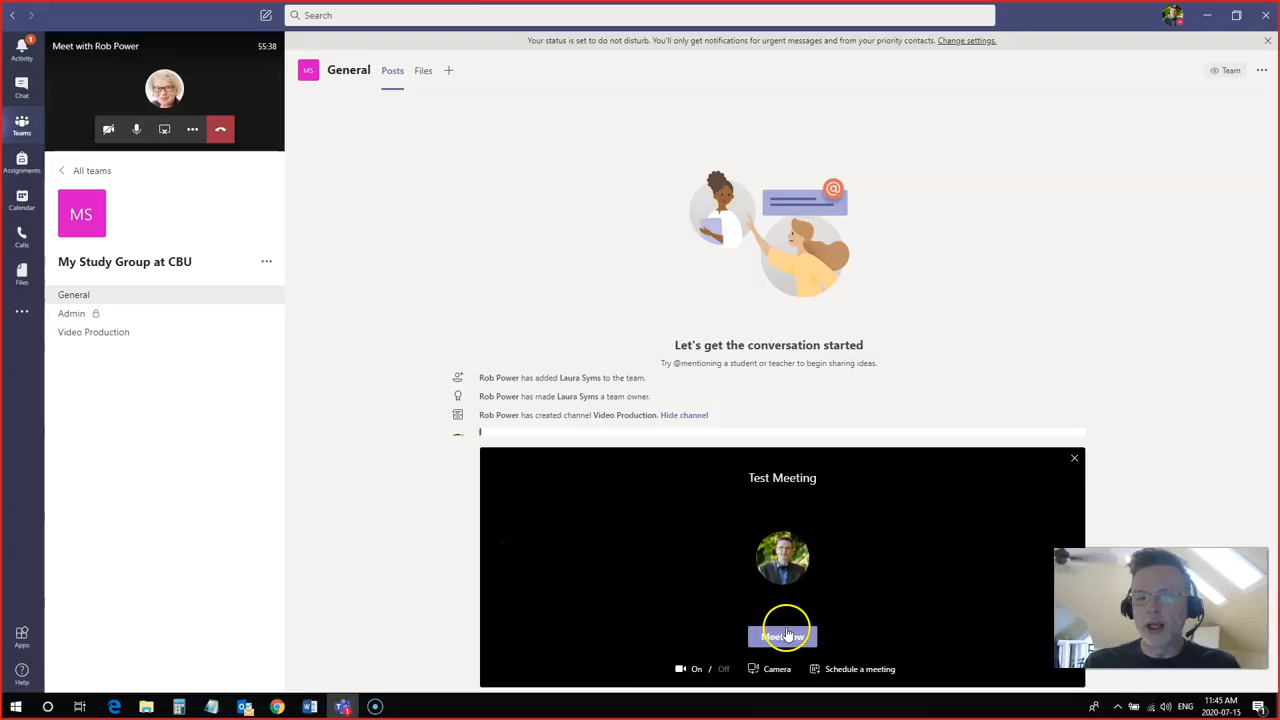 Search
Your status is set to do not disturb. You'll only get notifications for urgent messages and from your priority contacts. Change settings.
Activity
Chat
Teams
Assignments
Calendar
Calls
Files
Apps
Help
Meet with Rob Power 55:38
All teams
MS
My Study Group at CBU
General
Admin
Video Production
MS General Posts Files Team
Let's get the conversation started
Try @mentioning a student or teacher to begin sharing ideas.
Rob Power has added Laura Syms to the team.
Rob Power has made Laura Syms a team owner.
Rob Power has created channel Video Production. Hide channel
Test Meeting
Meet now
On / Off Camera Schedule a meeting
ENG
11:45 AM
2020-07-15